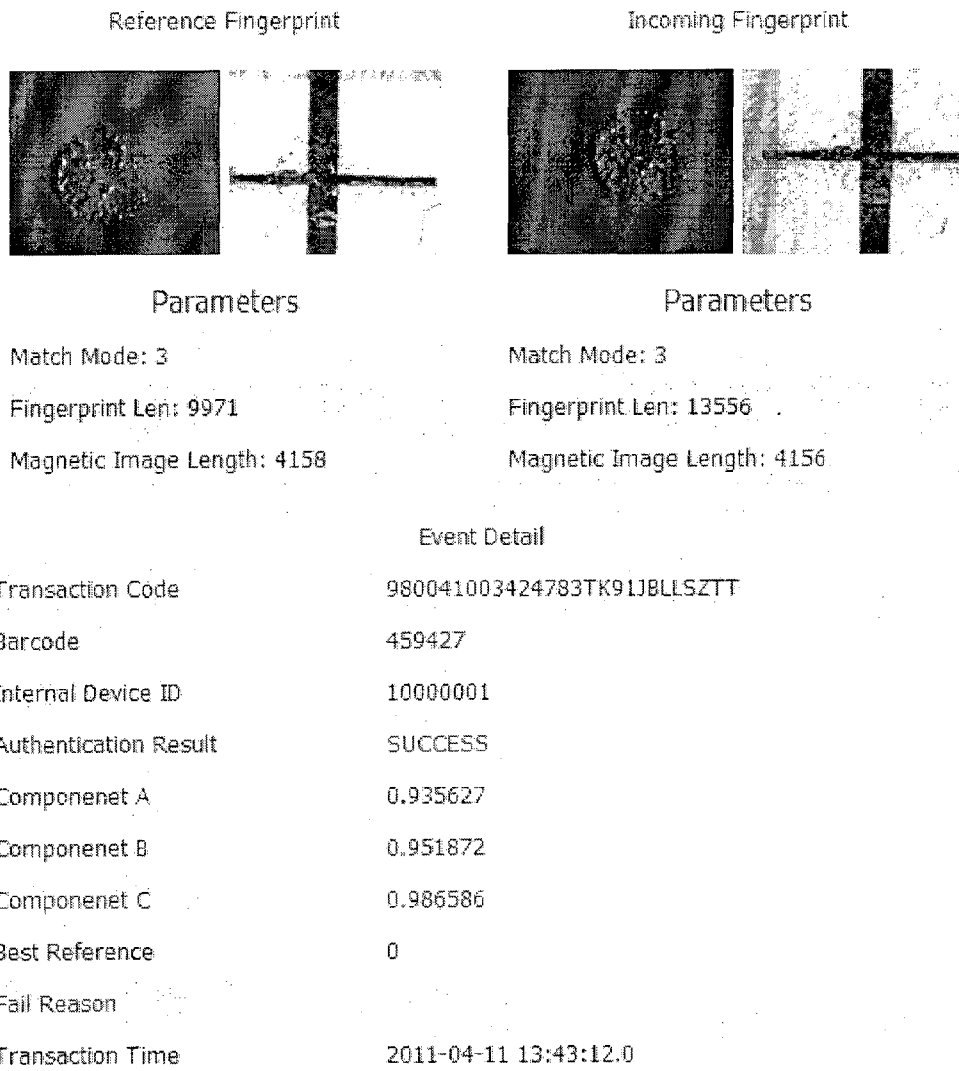 Reference Fingerprint
Incoming Fingerprint
Parameters
Parameters
Match Mode: 3
Match Mode: 3
Fingerprint Len: 9971
Fingerprint Len: 13556
Magnetic Image Length: 4158
Magnetic Image Length: 4156
Event Detail
Transaction Code 980041003424783TK91JBLLSZTT
Barcode 459427
Internal Device ID 10000001
Authentication Result SUCCESS
Componenet A 0.935627
Componenet B 0.951872
Componenet C 0.986586
Best Reference 0
Fail Reason
Transaction Time 2011-04-11 13:43:12.0